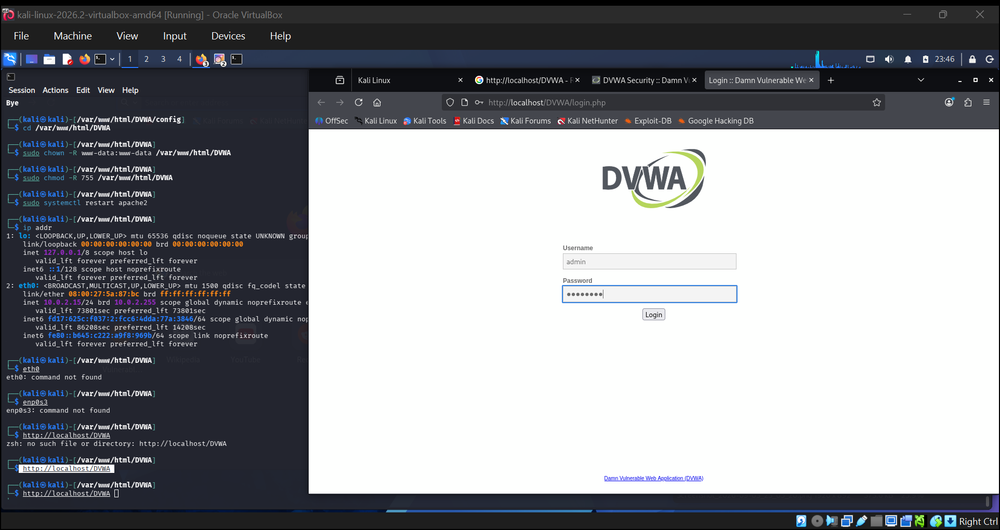 kali-linux-2026.2-virtualbox-amd64 [Running] - Oracle VirtualBox
File Machine View Input Devices Help
1 2 3 4 3 2 23:46
Session Actions Edit View Help
Bye
┌──(kali㉿kali)-[/var/www/html/DVWA/config]
└─$ cd /var/www/html/DVWA
┌──(kali㉿kali)-[/var/www/html/DVWA]
└─$ sudo chown -R www-data:www-data /var/www/html/DVWA
┌──(kali㉿kali)-[/var/www/html/DVWA]
└─$ sudo chmod -R 755 /var/www/html/DVWA
┌──(kali㉿kali)-[/var/www/html/DVWA]
└─$ sudo systemctl restart apache2
┌──(kali㉿kali)-[/var/www/html/DVWA]
└─$ ip addr
1: lo: <LOOPBACK,UP,LOWER_UP> mtu 65536 qdisc noqueue state UNKNOWN group
link/loopback 00:00:00:00:00:00 brd 00:00:00:00:00:00
inet 127.0.0.1/8 scope host lo
valid_lft forever preferred_lft forever
inet6 ::1/128 scope host noprefixroute
valid_lft forever preferred_lft forever
2: eth0: <BROADCAST,MULTICAST,UP,LOWER_UP> mtu 1500 qdisc fq_codel state
link/ether 08:00:27:5a:87:bc brd ff:ff:ff:ff:ff:ff
inet 10.0.2.15/24 brd 10.0.2.255 scope global dynamic noprefixroute e
valid_lft 73801sec preferred_lft 73801sec
inet6 fd17:625c:f037:2:fcc6:4dda:77a:3846/64 scope global dynamic nop
valid_lft 86208sec preferred_lft 14208sec
inet6 fe80::b645:c222:a9f8:969b/64 scope link noprefixroute
valid_lft forever preferred_lft forever
┌──(kali㉿kali)-[/var/www/html/DVWA]
└─$ eth0
eth0: command not found
┌──(kali㉿kali)-[/var/www/html/DVWA]
└─$ enp0s3
enp0s3: command not found
┌──(kali㉿kali)-[/var/www/html/DVWA]
└─$ http://localhost/DVWA
zsh: no such file or directory: http://localhost/DVWA
┌──(kali㉿kali)-[/var/www/html/DVWA]
└─$ http://localhost/DVWA
┌──(kali㉿kali)-[/var/www/html/DVWA]
└─$ http://localhost/DVWA
Kali Linux
http://localhost/DVWA - F
DVWA Security :: Damn Vu
Login :: Damn Vulnerable We
http://localhost/DVWA/login.php
OffSec Kali Linux Kali Tools Kali Docs Kali Forums Kali NetHunter Exploit-DB Google Hacking DB
DVWA
Username
admin
Password
Login
Damn Vulnerable Web Application (DVWA)
Wikipedia YouTube
Right Ctrl